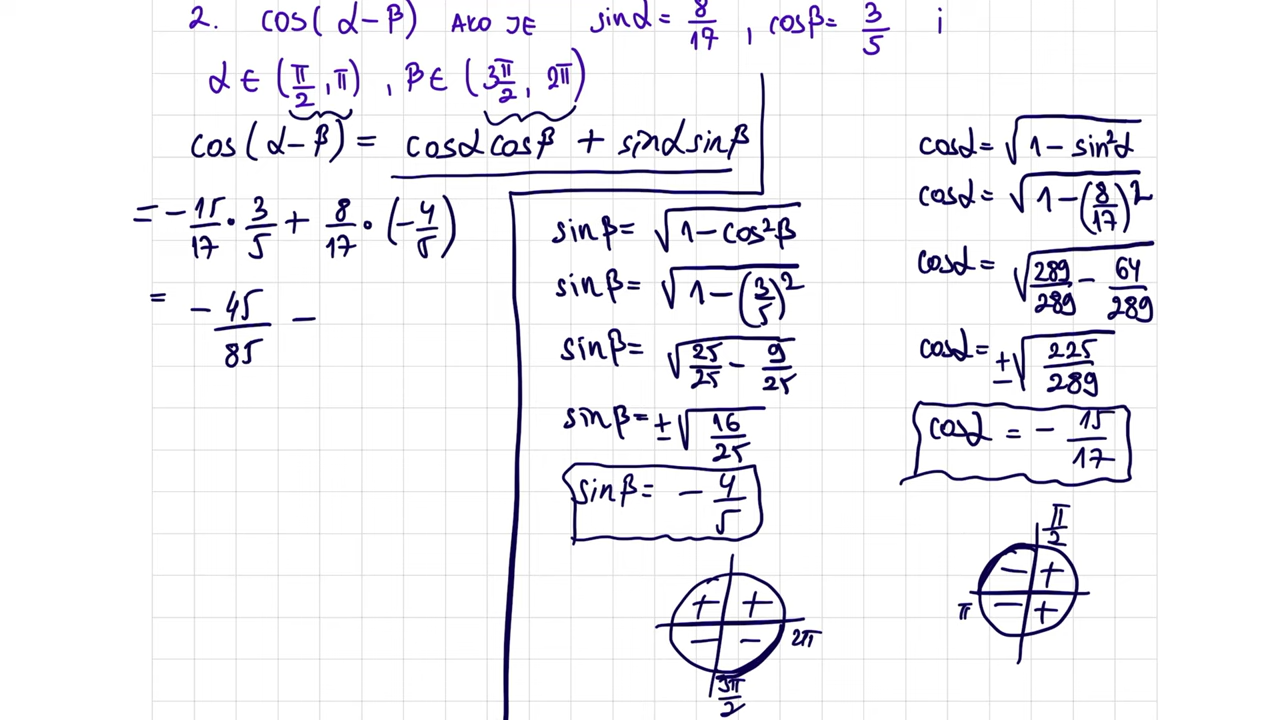 2. cos(α-β) AKO JE sinα = 8/17, cosβ = 3/5 i
α ∈ (π/2, π), β ∈ (3π/2, 2π)
cos(α-β) = cosα cosβ + sinα sinβ
= -15/17 · 3/5 + 8/17 · (-4/5)
= -45/85 -
sinβ = √(1-cos²β)
sinβ = √(1-(3/5)²)
sinβ = √(25/25 - 9/25)
sinβ = ±√(16/25)
sinβ = -4/5
+ +
- - 2π
3π/2
cosα = √(1-sin²α)
cosα = √(1-(8/17)²)
cosα = √(289/289 - 64/289)
cosα = ±√(225/289)
cosα = -15/17
π/2
- +
π - +